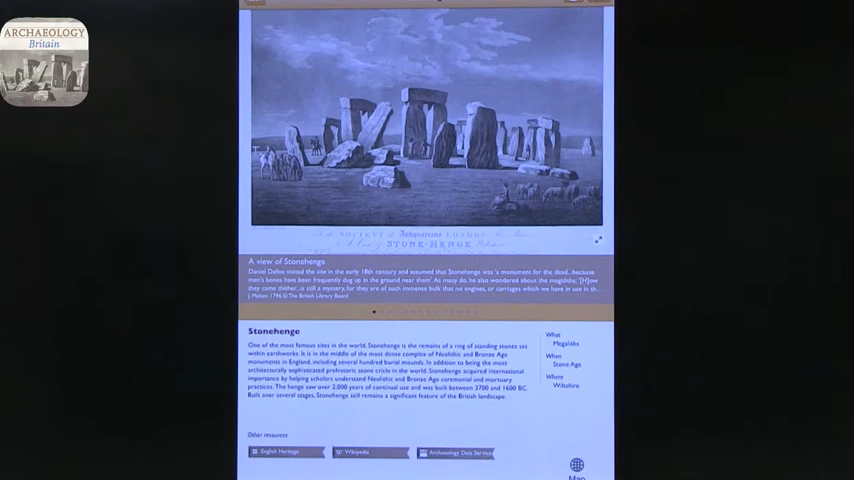 ARCHAEOLOGY
Britain
SOCIETY of Antiquarians LONDON
STONE-HENGE
A view of Stonehenge
Daniel Defoe visited the site in the early 18th century and assumed that Stonehenge was 'a monument for the dead...because
men's bones have been frequently dug up in the ground near them'. As many do, he also wondered about the megaliths; '[H]ow
they came thither...is still a mystery, for they are of such immense bulk that no engines, or carriages which we have in use in th...
J. Malton 1796 © The British Library Board
Stonehenge
One of the most famous sites in the world, Stonehenge is the remains of a ring of standing stones set
within earthworks. It is in the middle of the most dense complex of Neolithic and Bronze Age
monuments in England, including several hundred burial mounds. In addition to being the most
architecturally sophisticated prehistoric stone cricle in the world, Stonehenge acquired international
importance by helping scholars understand Neolithic and Bronze Age ceremonial and mortuary
practices. The henge saw over 2,000 years of continual use and was built between 3700 and 1600 BC.
Built over several stages, Stonehenge still remains a significant feature of the British landscape.
What
Megaliths
When
Stone Age
Where
Wiltshire
Other resources
English Heritage
Wikipedia
Archaeology Data Service
Map